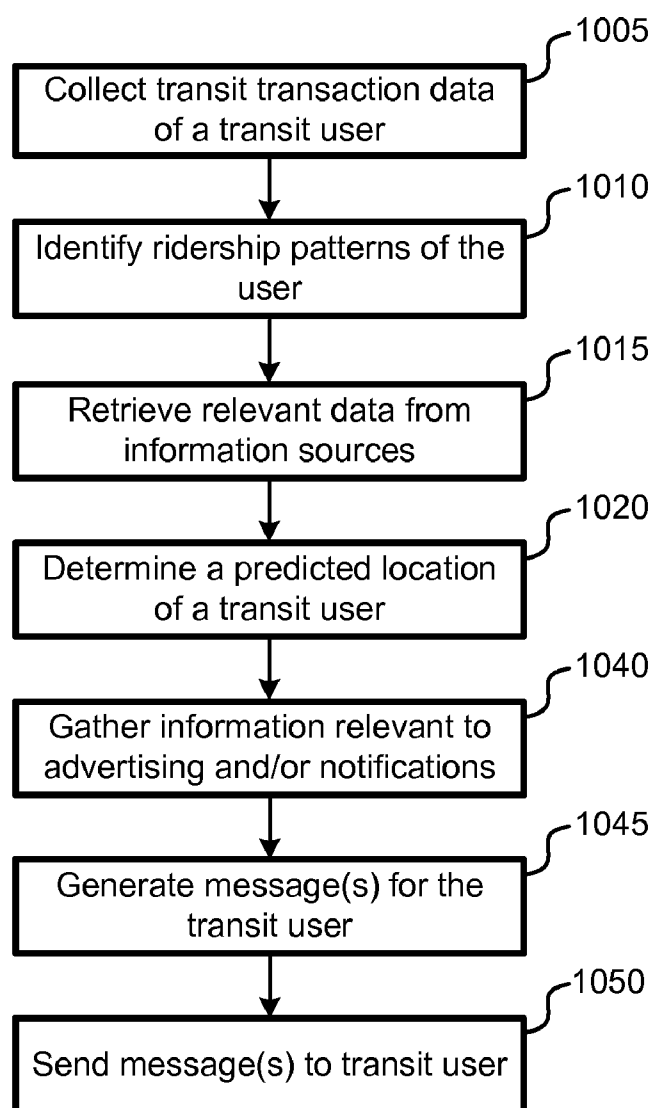 1005
Collect transit transaction data
of a transit user
1010
Identify ridership patterns of the
user
1015
Retrieve relevant data from
information sources
1020
Determine a predicted location
of a transit user
1040
Gather information relevant to
advertising and/or notifications
1045
Generate message(s) for the
transit user
1050
Send message(s) to transit user